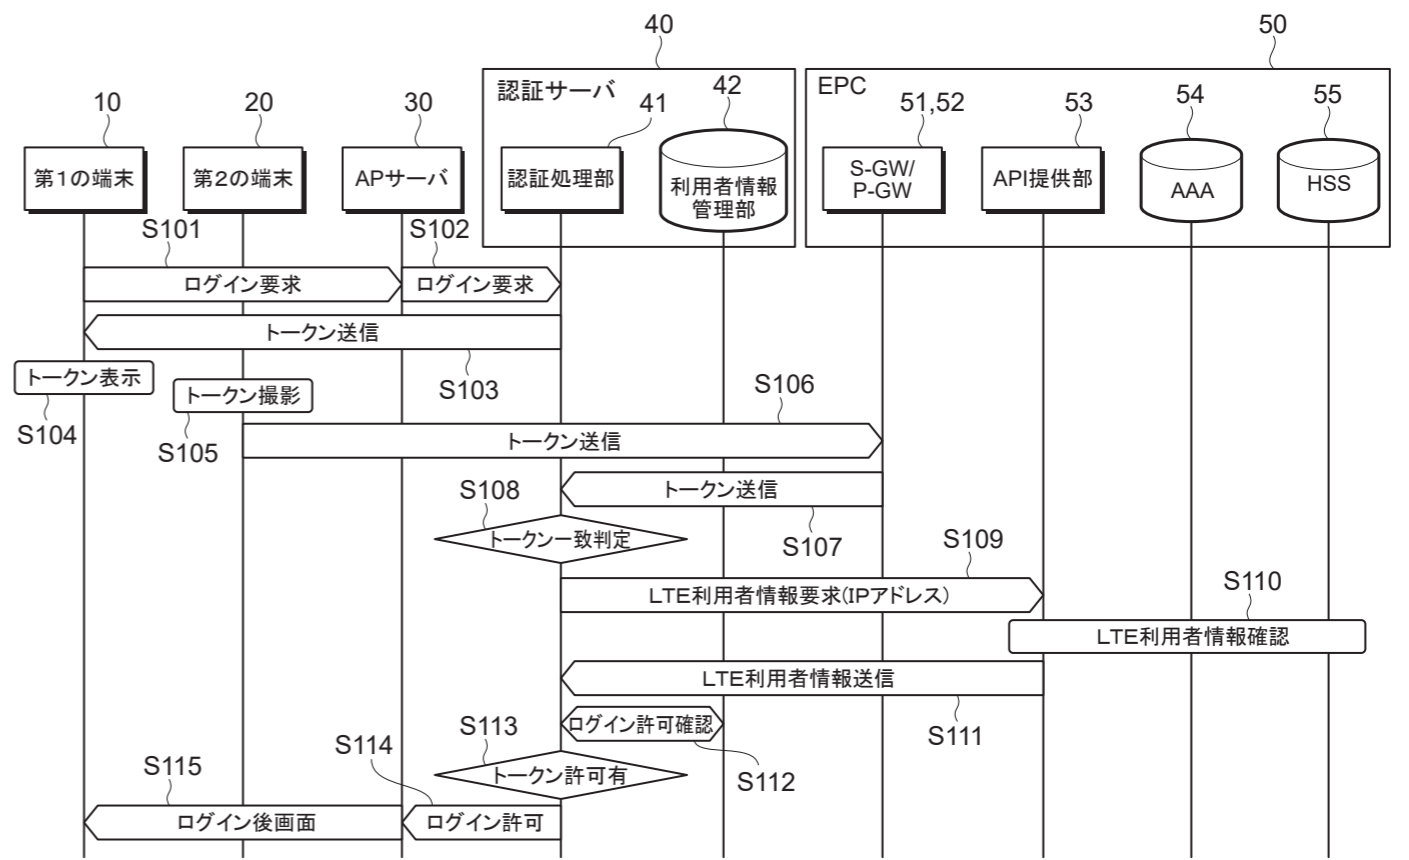 40
50
認証サーバ
EPC
10
20
30
41
42
51,52
53
54
55
第1の端末
第2の端末
APサーバ
認証処理部
利用者情報
管理部
S-GW/
P-GW
API提供部
AAA
HSS
S101
S102
ログイン要求
ログイン要求
トークン送信
S103
トークン表示
S104
トークン撮影
S105
S106
トークン送信
トークン送信
S107
S108
トークン一致判定
S109
LTE利用者情報要求(IPアドレス)
S110
LTE利用者情報確認
LTE利用者情報送信
S111
ログイン許可確認
S112
S113
トークン許可有
S114
ログイン許可
S115
ログイン後画面